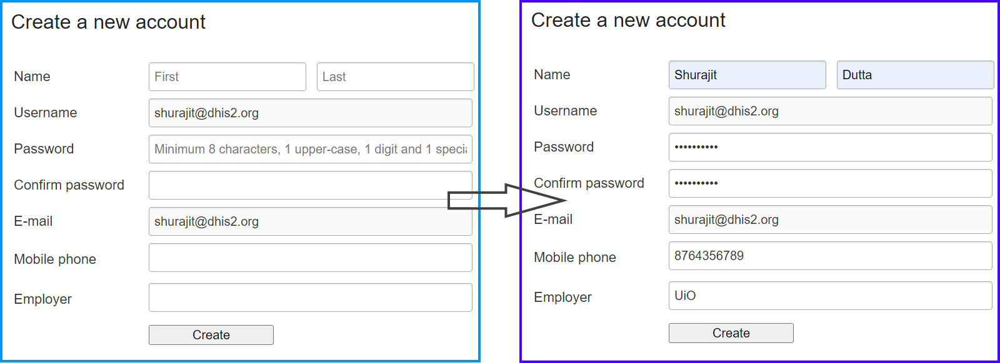 Create a new account
Name First Last
Username shurajit@dhis2.org
Password Minimum 8 characters, 1 upper-case, 1 digit and 1
Confirm password
E-mail shurajit@dhis2.org
Mobile phone
Employer
Create
Create a new account
Name Shurajit Dutta
Username shurajit@dhis2.org
Password ••••••••••
Confirm password ••••••••••
E-mail shurajit@dhis2.org
Mobile phone 8764356789
Employer UiO
Create